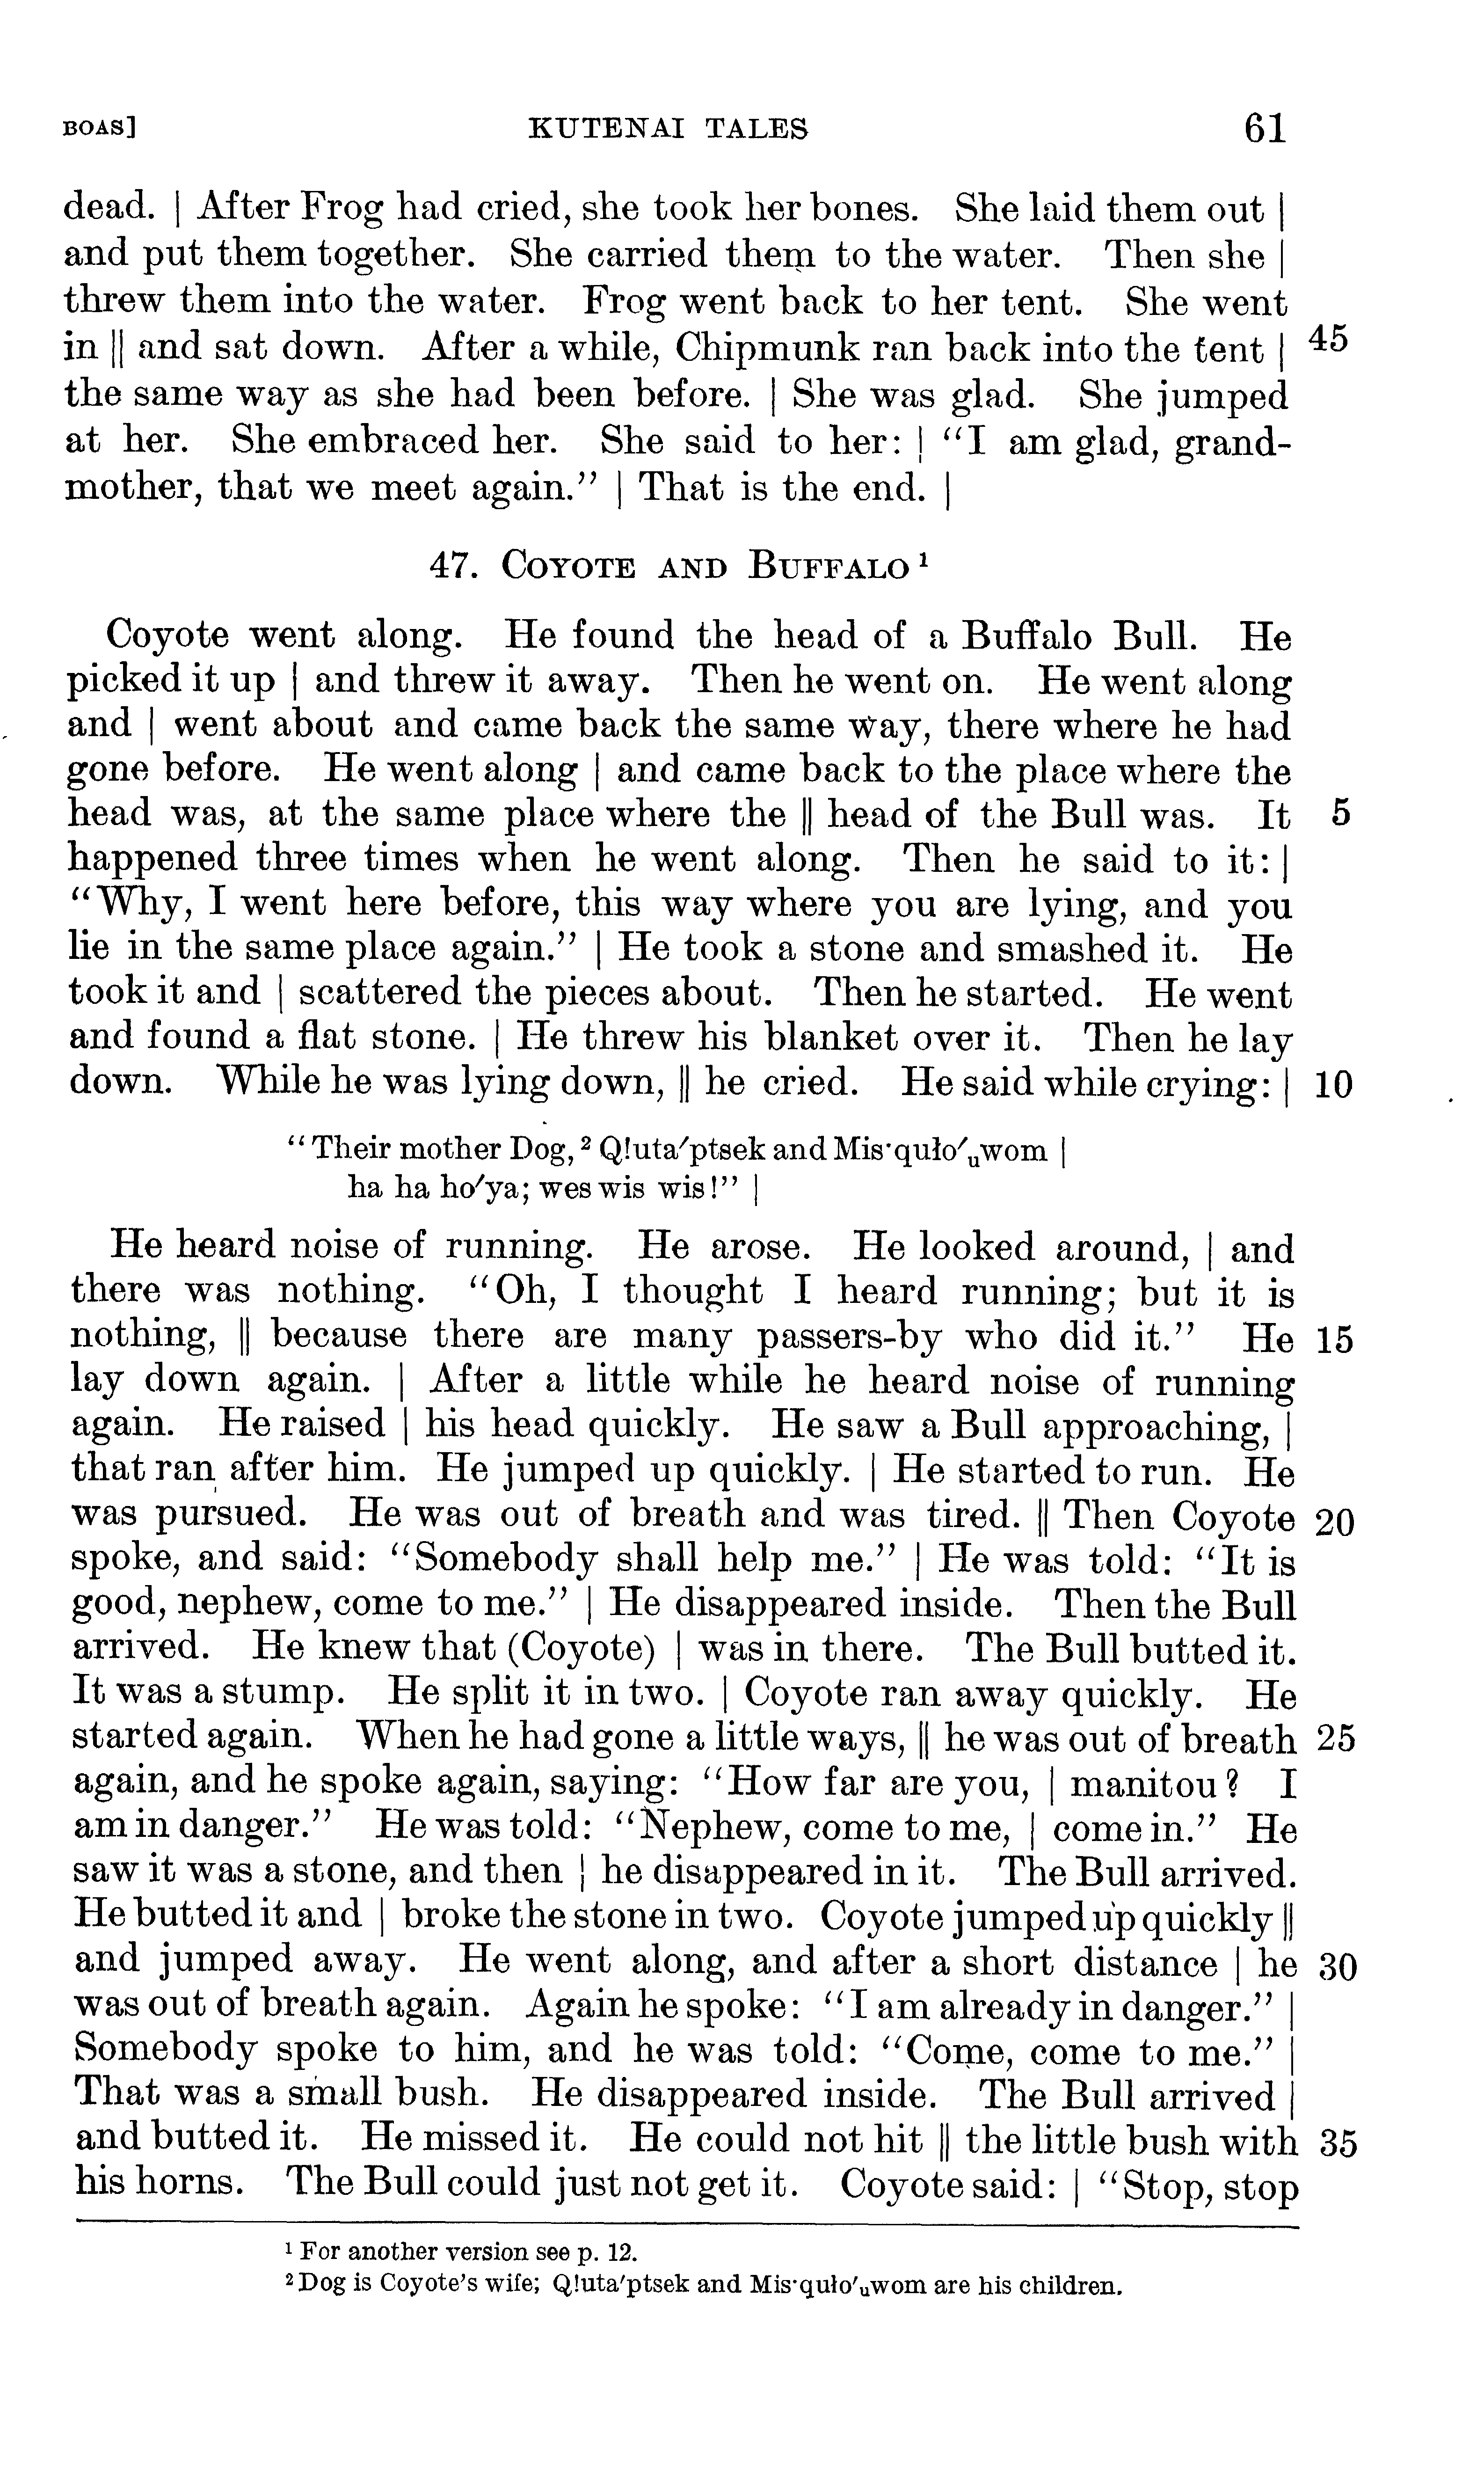 BOAS] KUTENAI TALES 61
dead. | After Frog had cried, she took her bones. She laid them out |
and put them together. She carried them to the water. Then she |
threw them into the water. Frog went back to her tent. She went
in || and sat down. After a while, Chipmunk ran back into the tent | 45
the same way as she had been before. | She was glad. She jumped
at her. She embraced her. She said to her: | “I am glad, grand-
mother, that we meet again.” | That is the end. |
47. COYOTE AND BUFFALO ¹
Coyote went along. He found the head of a Buffalo Bull. He
picked it up | and threw it away. Then he went on. He went along
and | went about and came back the same way, there where he had
gone before. He went along | and came back to the place where the
head was, at the same place where the || head of the Bull was. It 5
happened three times when he went along. Then he said to it: |
“Why, I went here before, this way where you are lying, and you
lie in the same place again.” | He took a stone and smashed it. He
took it and | scattered the pieces about. Then he started. He went
and found a flat stone. | He threw his blanket over it. Then he lay
down. While he was lying down, || he cried. He said while crying: | 10
“Their mother Dog, ² Q!uta′ptsek and Mis·quło′ᵤwom |
ha ha ho′ya; wes wis wis!” |
He heard noise of running. He arose. He looked around, | and
there was nothing. “Oh, I thought I heard running; but it is
nothing, || because there are many passers-by who did it.” He 15
lay down again. | After a little while he heard noise of running
again. He raised | his head quickly. He saw a Bull approaching, |
that ran after him. He jumped up quickly. | He started to run. He
was pursued. He was out of breath and was tired. || Then Coyote 20
spoke, and said: “Somebody shall help me.” | He was told: “It is
good, nephew, come to me.” | He disappeared inside. Then the Bull
arrived. He knew that (Coyote) | was in there. The Bull butted it.
It was a stump. He split it in two. | Coyote ran away quickly. He
started again. When he had gone a little ways, || he was out of breath 25
again, and he spoke again, saying: “How far are you, | manitou? I
am in danger.” He was told: “Nephew, come to me, | come in.” He
saw it was a stone, and then | he disappeared in it. The Bull arrived.
He butted it and | broke the stone in two. Coyote jumped up quickly ||
and jumped away. He went along, and after a short distance | he 30
was out of breath again. Again he spoke: “I am already in danger.” |
Somebody spoke to him, and he was told: “Come, come to me.” |
That was a small bush. He disappeared inside. The Bull arrived |
and butted it. He missed it. He could not hit || the little bush with 35
his horns. The Bull could just not get it. Coyote said: | “Stop, stop
¹ For another version see p. 12.
² Dog is Coyote’s wife; Q!uta′ptsek and Mis·quło′ᵤwom are his children.